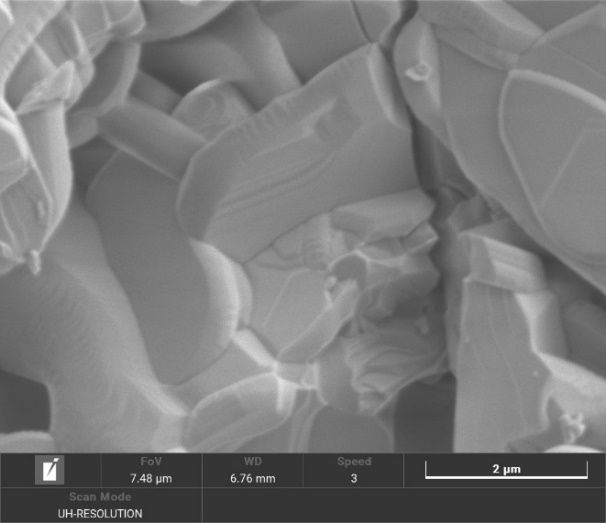 FoV
7.48 µm
WD
6.76 mm
Speed
3
2 µm
Scan Mode
UH-RESOLUTION